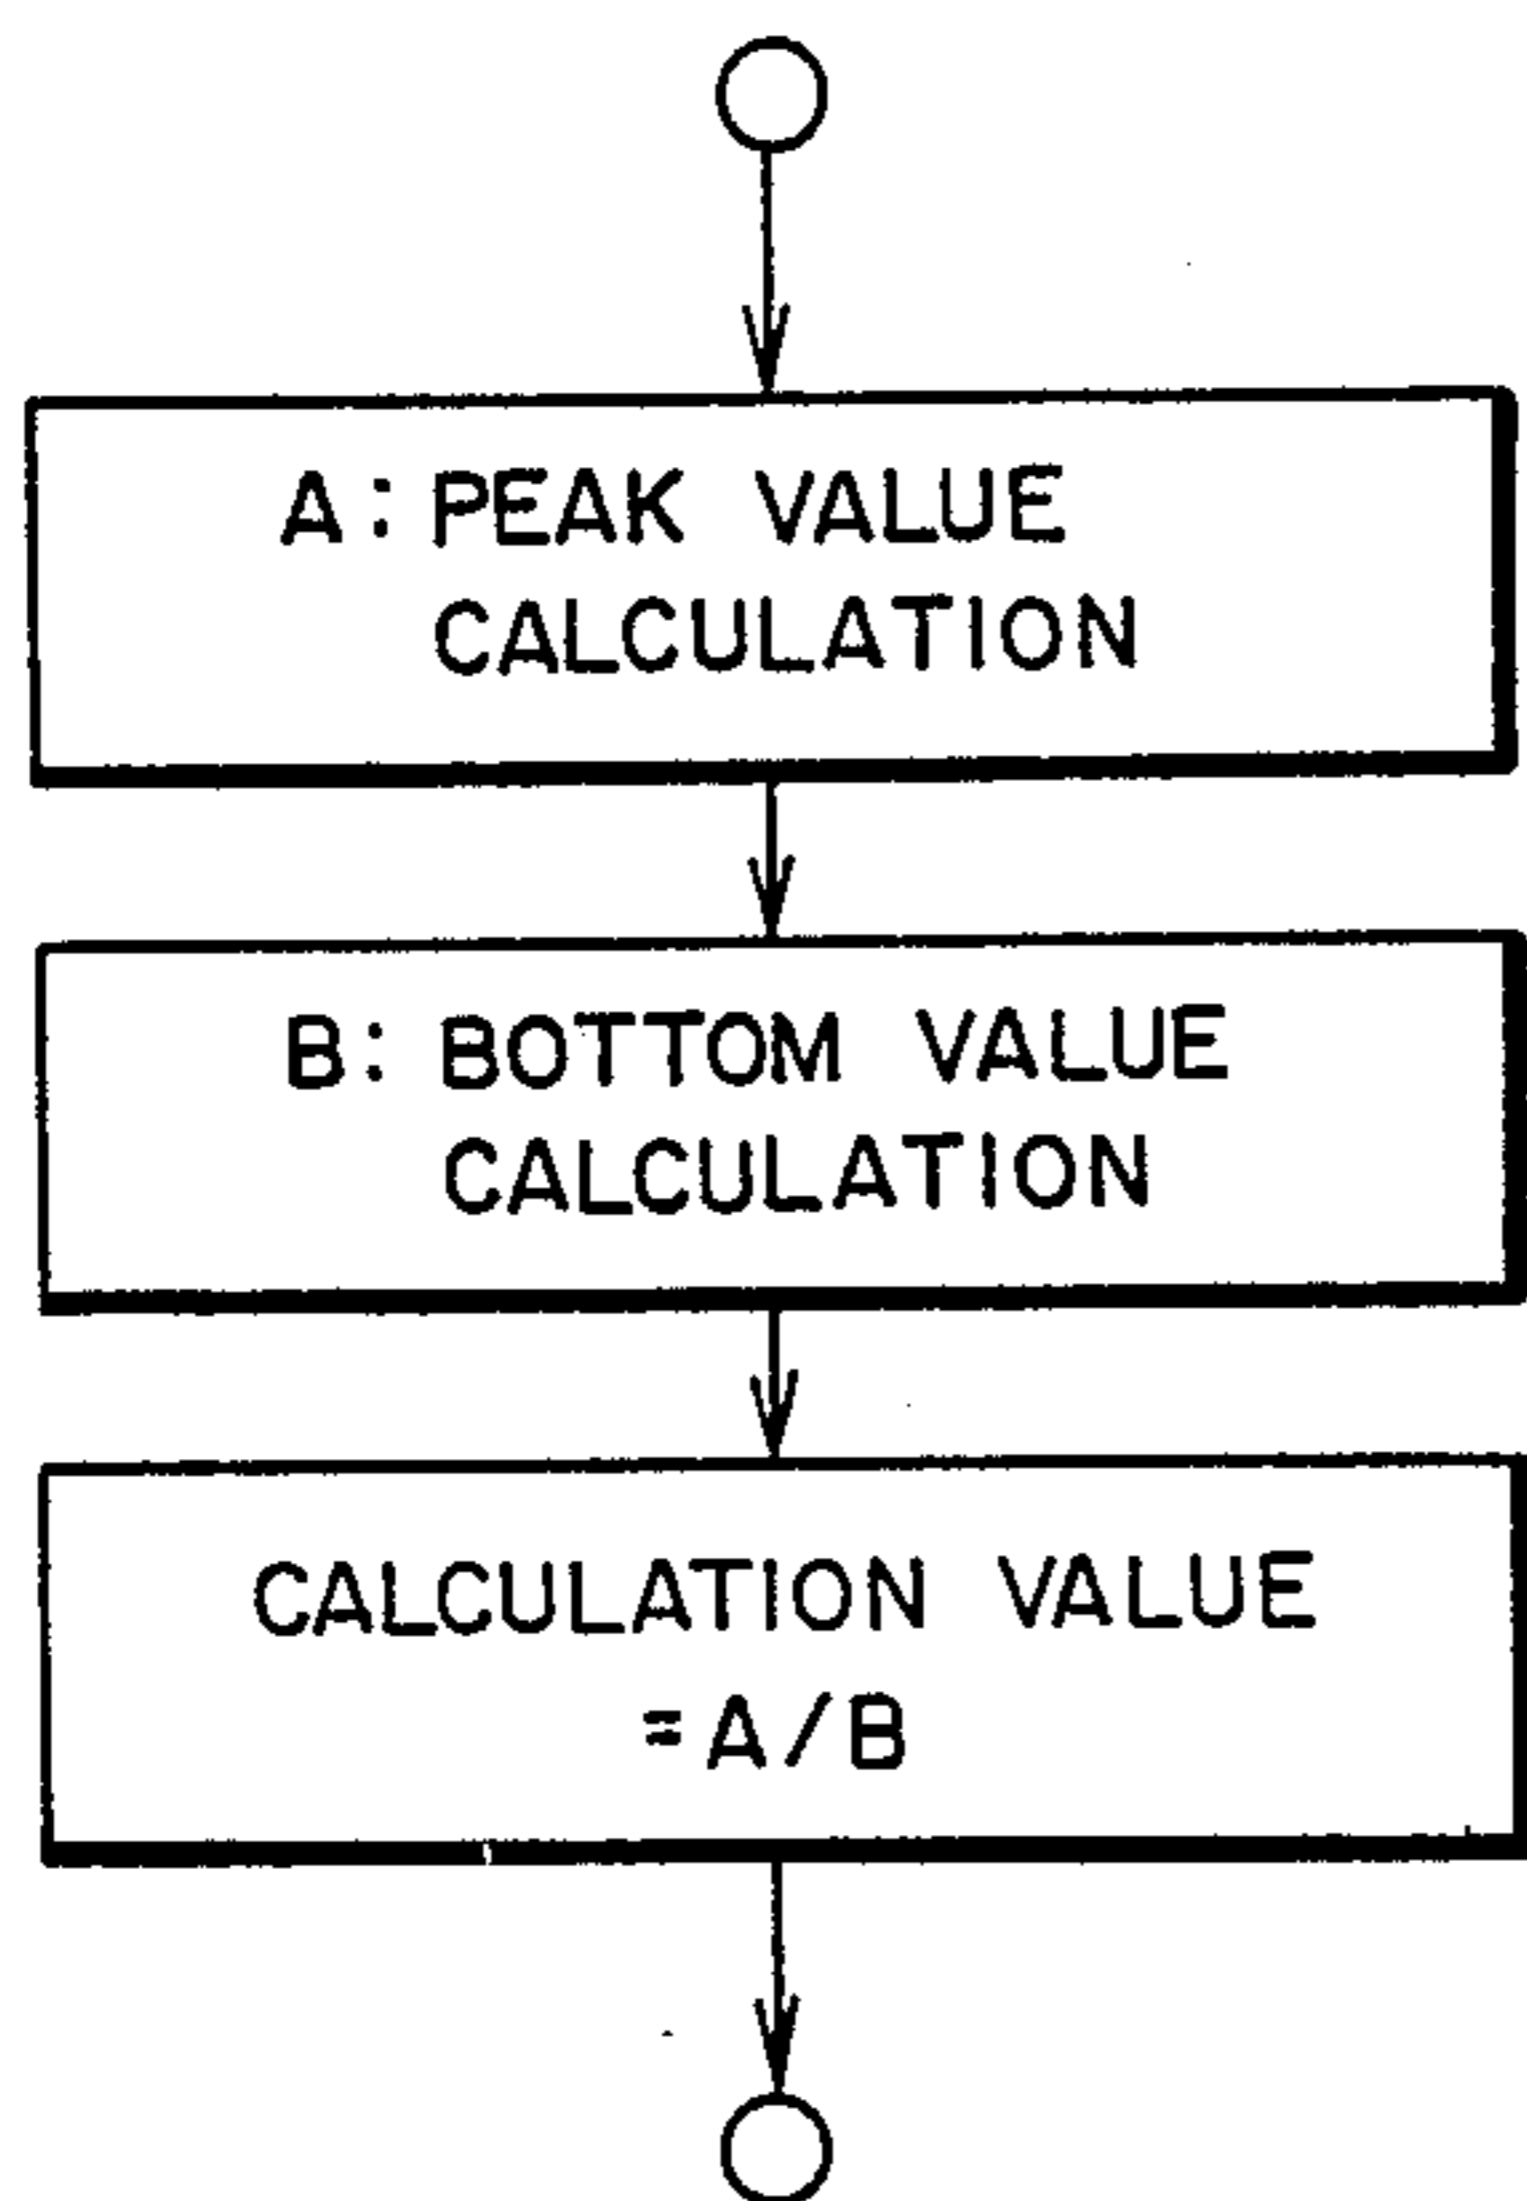 A: PEAK VALUE
CALCULATION
B: BOTTOM VALUE
CALCULATION
CALCULATION VALUE
=A/B